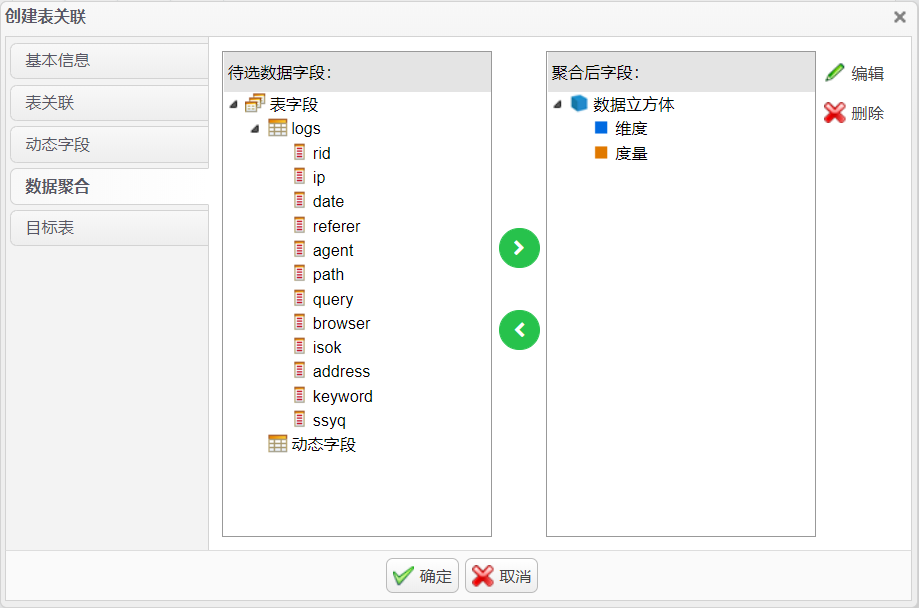 创建表关联
基本信息
表关联
动态字段
数据聚合
目标表
待选数据字段：
表字段
logs
rid
ip
date
referer
agent
path
query
browser
isok
address
keyword
ssyq
动态字段
聚合后字段：
数据立方体
维度
度量
编辑
删除
确定
取消